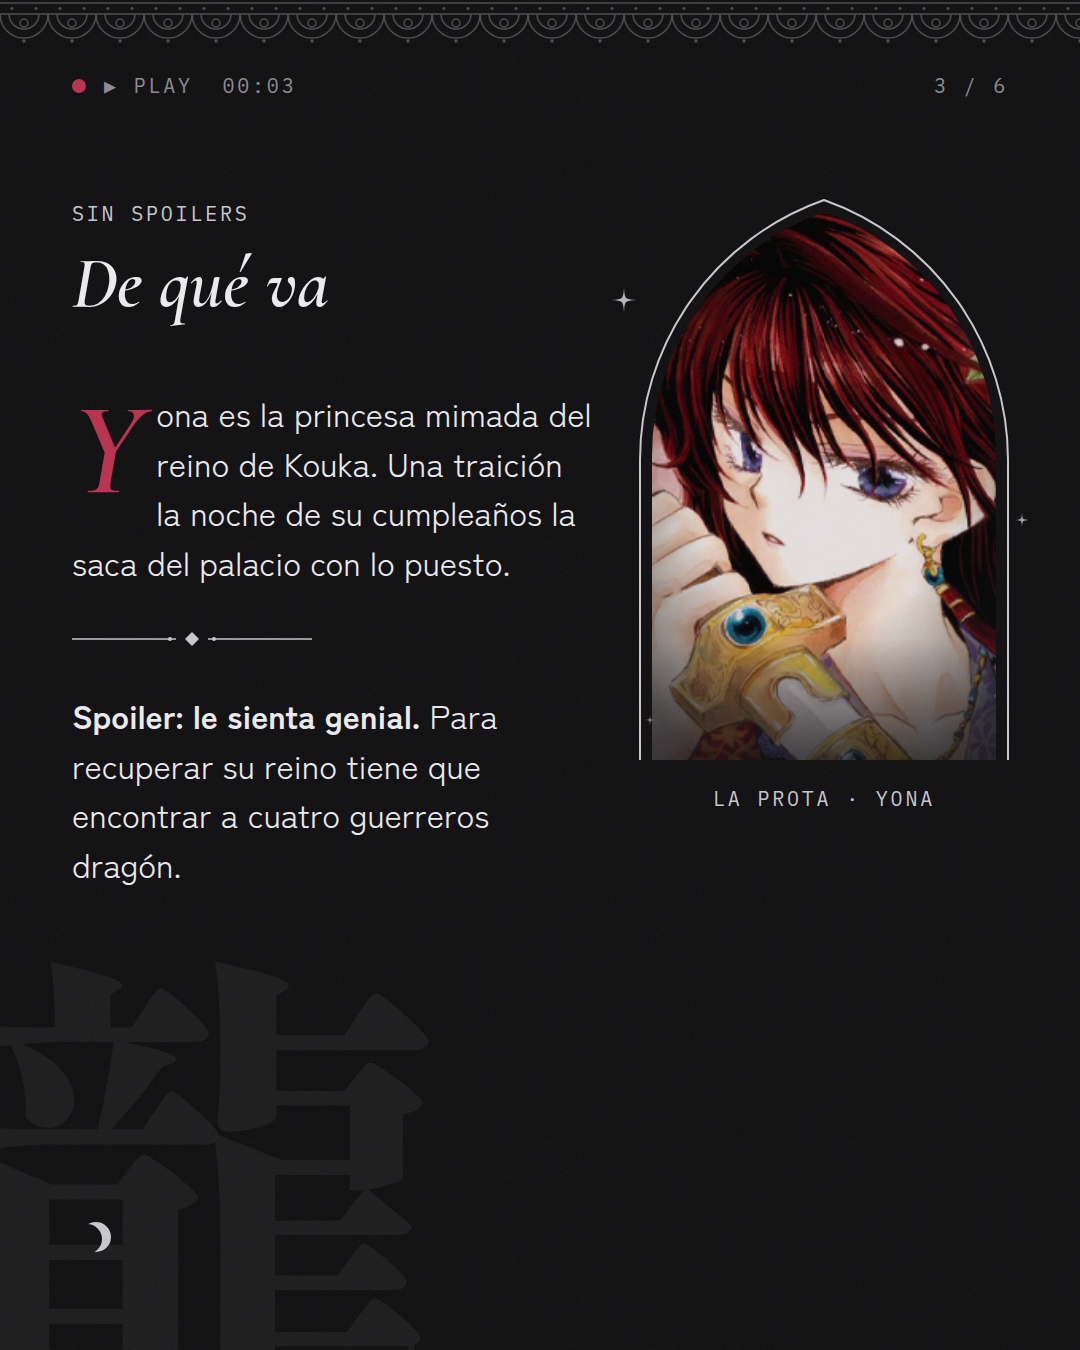 ▶ PLAY 00:03
3 / 6
SIN SPOILERS
De qué va
Yona es la princesa mimada del
reino de Kouka. Una traición
la noche de su cumpleaños la
saca del palacio con lo puesto.
Spoiler: le sienta genial. Para
recuperar su reino tiene que
encontrar a cuatro guerreros
dragón.
LA PROTA · YONA
龍